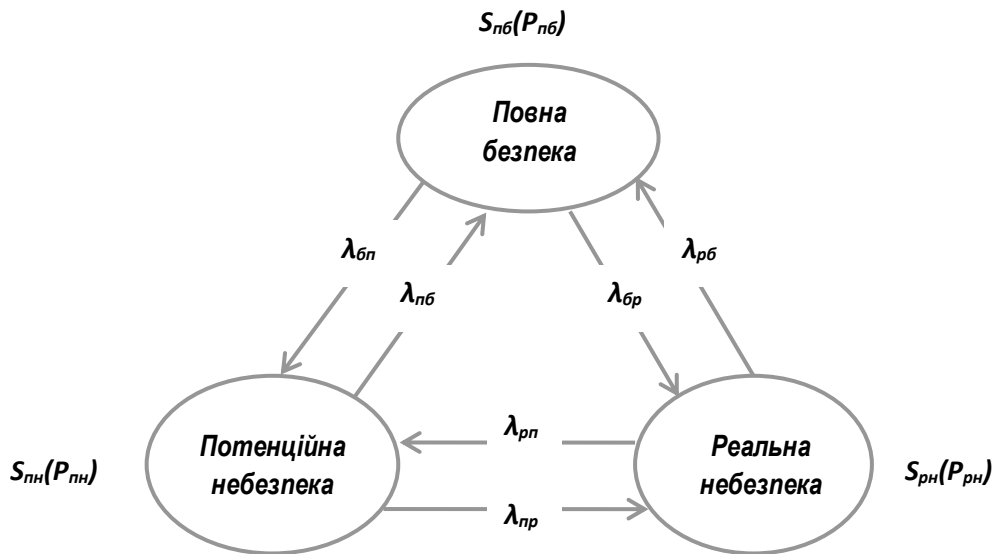 Sпб(Pпб)
Повна
безпека
λбп
λпб
λбр
λрб
Sпн(Pпн)
Потенційна
небезпека
λрп
λпр
Реальна
небезпека
Sрн(Pрн)